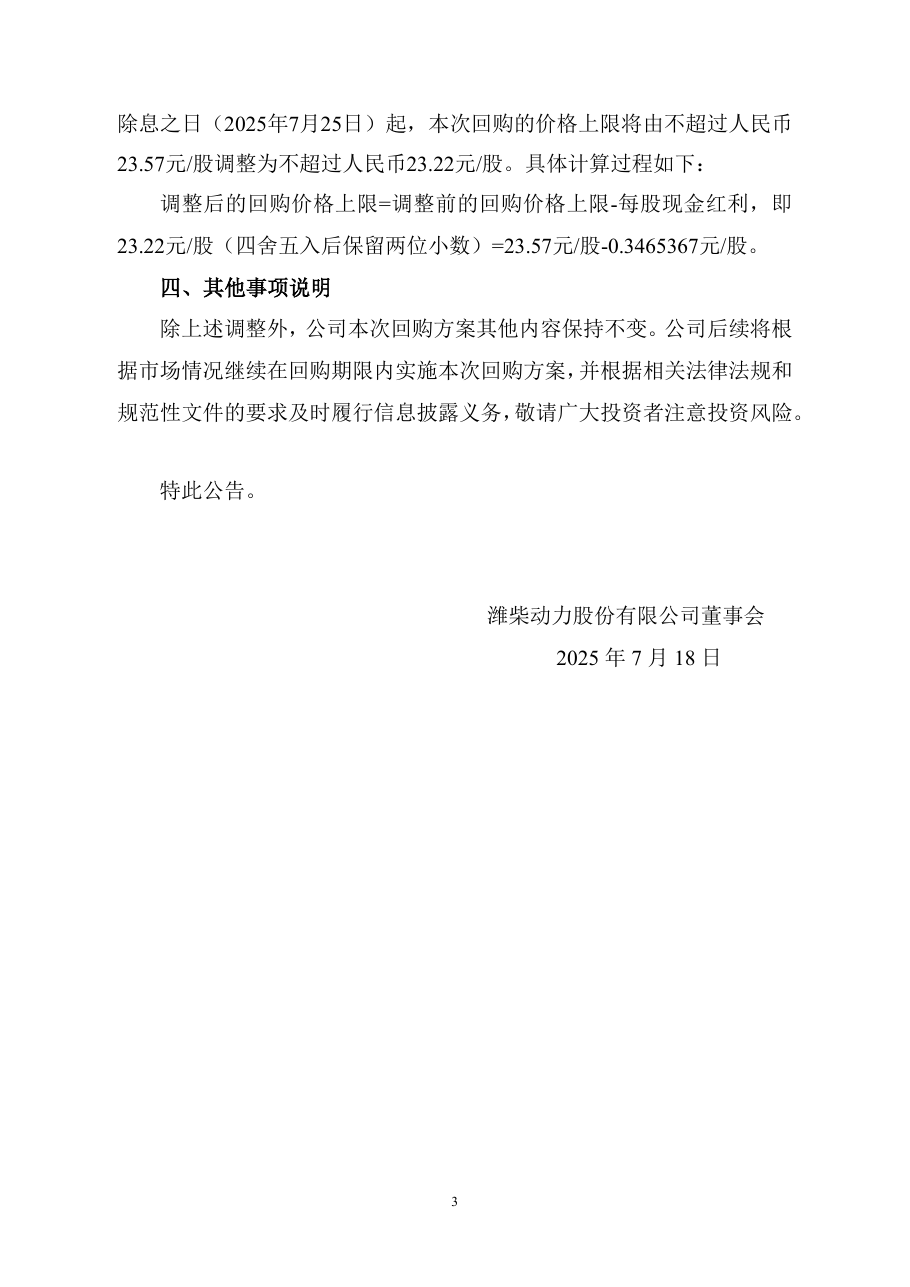 除息之日（2025年7月25日）起，本次回购的价格上限将由不超过人民币
23.57元/股调整为不超过人民币23.22元/股。具体计算过程如下：
调整后的回购价格上限=调整前的回购价格上限-每股现金红利，即
23.22元/股（四舍五入后保留两位小数）=23.57元/股-0.3465367元/股。
四、其他事项说明
除上述调整外，公司本次回购方案其他内容保持不变。公司后续将根
据市场情况继续在回购期限内实施本次回购方案，并根据相关法律法规和
规范性文件的要求及时履行信息披露义务，敬请广大投资者注意投资风险。
特此公告。
潍柴动力股份有限公司董事会
2025 年 7 月 18 日
3